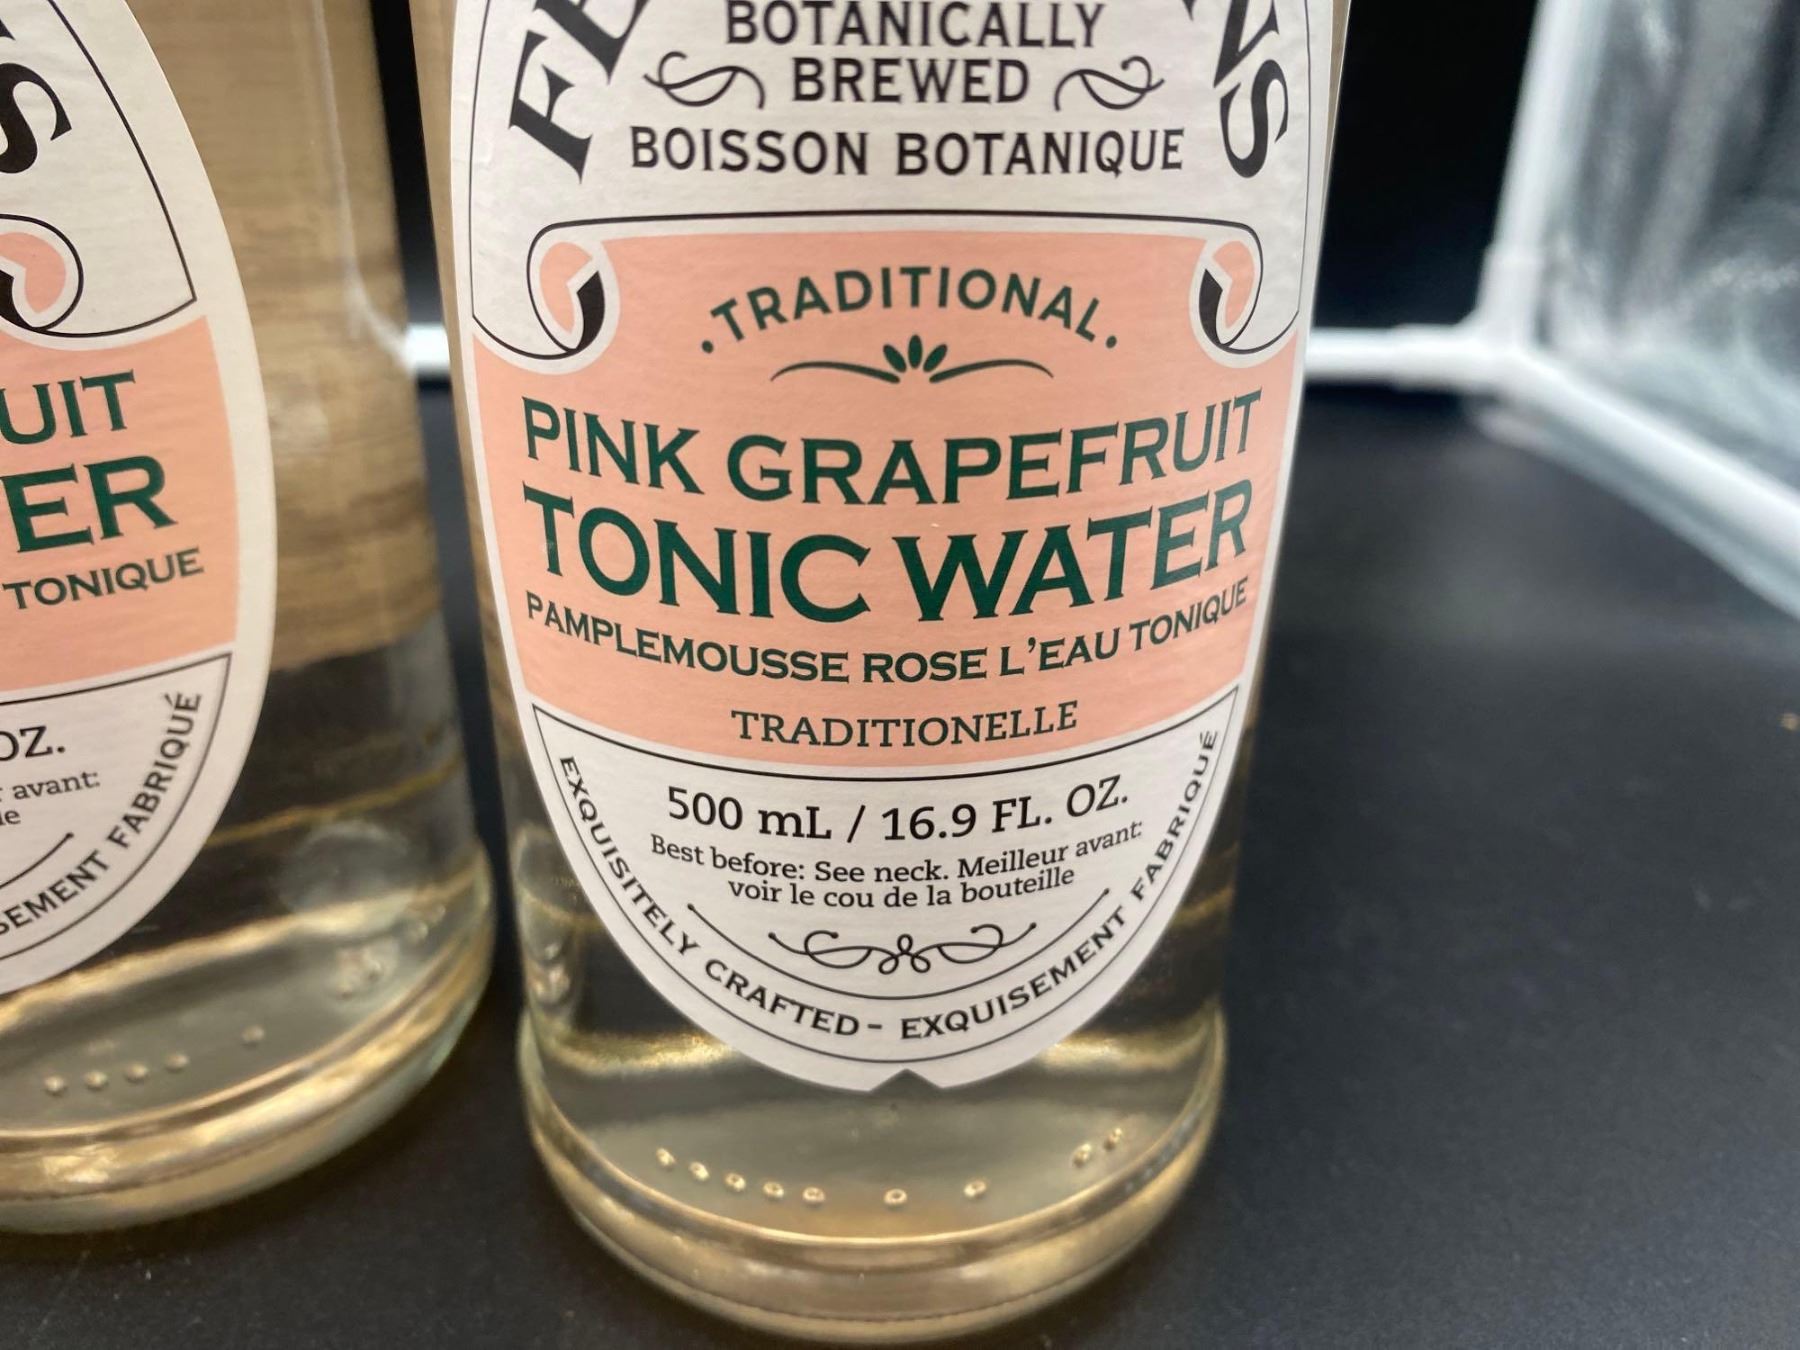 BOTANICALLY
BREWED
BOISSON BOTANIQUE
·TRADITIONAL·
PINK GRAPEFRUIT
TONIC WATER
PAMPLEMOUSSE ROSE L'EAU TONIQUE
TRADITIONELLE
500 mL / 16.9 FL. OZ.
Best before: See neck. Meilleur avant:
voir le cou de la bouteille
EXQUISITELY CRAFTED - EXQUISEMENT FABRIQUÉ
UIT
ER
TONIQUE
OZ.
avant:
FABRIQUÉ